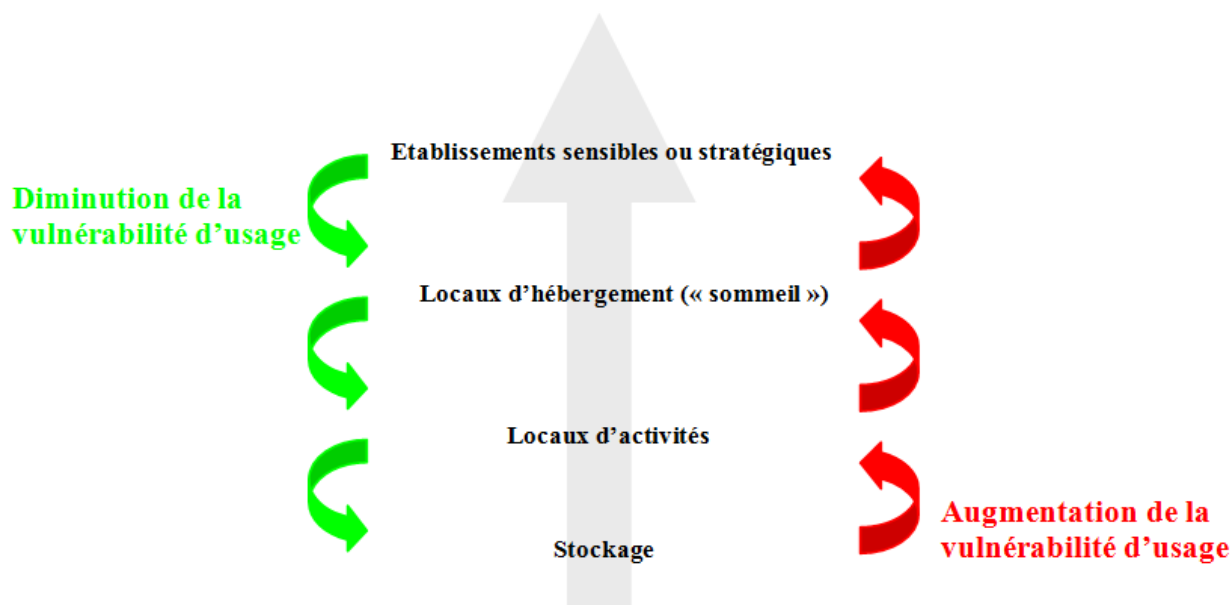 Etablissements sensibles ou stratégiques
Diminution de la
vulnérabilité d’usage
Locaux d’hébergement (« sommeil »)
Locaux d’activités
Augmentation de la
vulnérabilité d’usage
Stockage